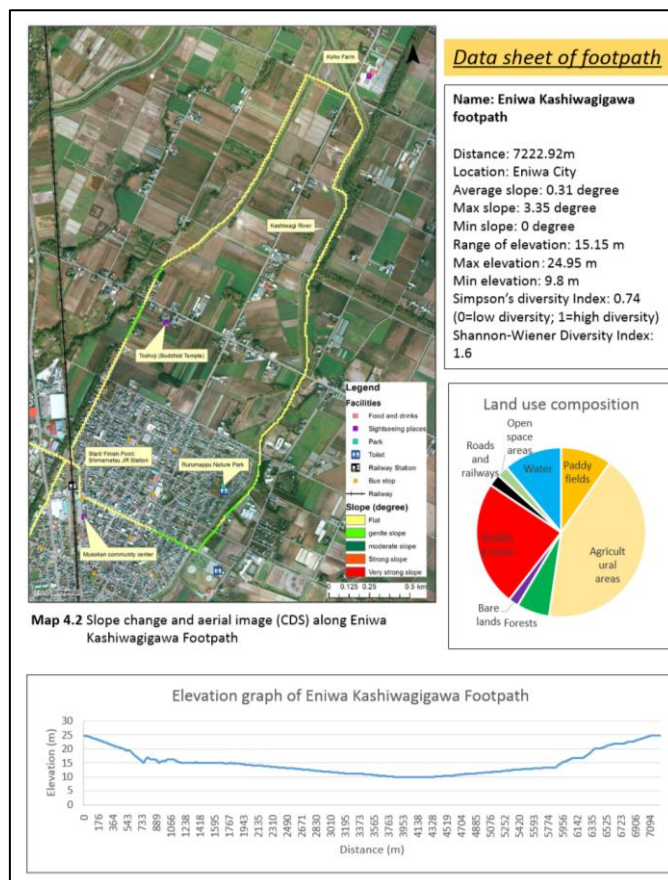 Data sheet of footpath
Name: Eniwa Kashiwagigawa
footpath
Distance: 7222.92m
Location: Eniwa City
Average slope: 0.31 degree
Max slope: 3.35 degree
Min slope: 0 degree
Range of elevation: 15.15 m
Max elevation: 24.95 m
Min elevation: 9.8 m
Simpson's diversity Index: 0.74
(0=low diversity; 1=high diversity)
Shannon-Wiener Diversity Index:
1.6
Koho Farm
Kashiwagi River
(Buddhist Temple)
Start/ Finish Point:
JR Station
Rurumappu Nature Park
Musokan community center
Legend
Facilities
Food and drinks
Sightseeing places
Park
Toilet
Railway Station
Bus stop
Railway
Slope (degree)
Flat
gentle slope
moderate slope
Strong slope
Very strong slope
0 0.125 0.25 0.5 km
Map 4.2 Slope change and aerial image (CDS) along Eniwa
Kashiwagigawa Footpath
Land use composition
Open
space
areas
Roads
and
railways
Water
Paddy
fields
Agricult
ural
areas
Forests
Bare
lands
Elevation graph of Eniwa Kashiwagigawa Footpath
Elevation (m)
30
25
20
15
10
5
0
0 176 364 543 733 889 1066 1238 1418 1595 1767 1943 2135 2310 2490 2671 2830 3010 3195 3373 3565 3763 3953 4138 4328 4519 4704 4885 5076 5252 5420 5593 5774 5956 6142 6335 6525 6723 6906 7094
Distance (m)